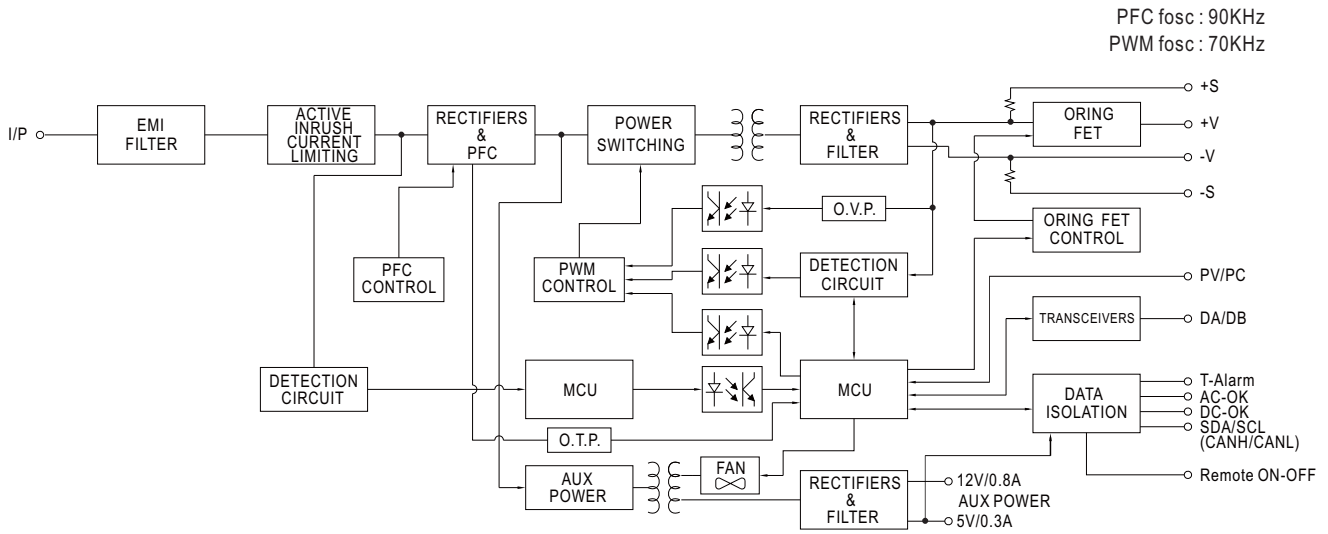 PFC fosc : 90KHz
PWM fosc : 70KHz
I/P
EMI
FILTER
ACTIVE
INRUSH
CURRENT
LIMITING
RECTIFIERS
&
PFC
POWER
SWITCHING
RECTIFIERS
&
FILTER
ORING
FET
+S
+V
-V
-S
O.V.P.
ORING FET
CONTROL
PFC
CONTROL
PWM
CONTROL
DETECTION
CIRCUIT
PV/PC
TRANSCEIVERS
DA/DB
DETECTION
CIRCUIT
MCU
MCU
DATA
ISOLATION
T-Alarm
AC-OK
DC-OK
SDA/SCL
(CANH/CANL)
O.T.P.
Remote ON-OFF
AUX
POWER
FAN
RECTIFIERS
&
FILTER
12V/0.8A
AUX POWER
5V/0.3A